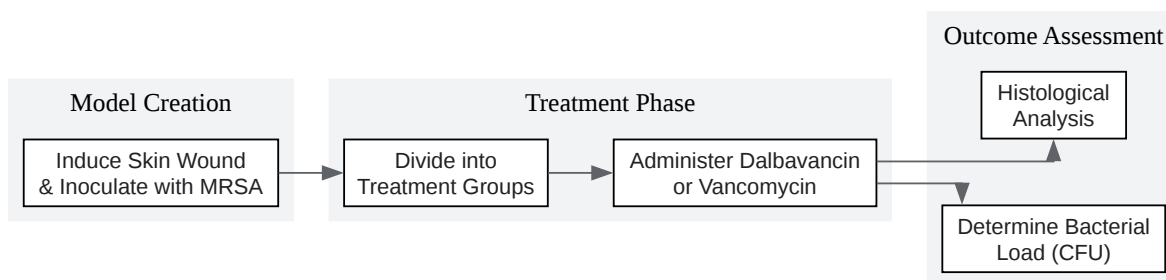 Model Creation
Induce Skin Wound
& Inoculate with MRSA
Treatment Phase
Divide into
Treatment Groups
Administer Dalbavancin
or Vancomycin
Outcome Assessment
Histological
Analysis
Determine Bacterial
Load (CFU)